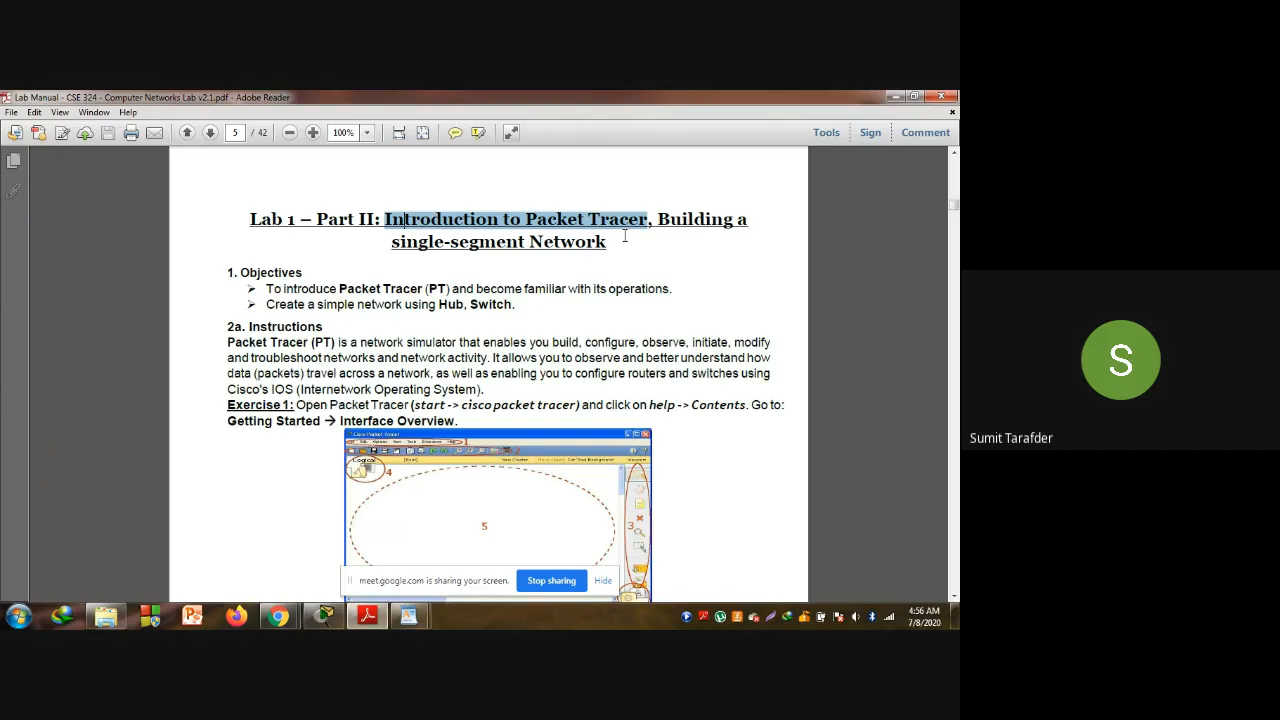 Lab Manual - CSE 324 - Computer Networks Lab v2.1.pdf - Adobe Reader
File Edit View Window Help
5 / 42 100% Tools Sign Comment
Lab 1 – Part II: Introduction to Packet Tracer, Building a
single-segment Network
1. Objectives
➢ To introduce Packet Tracer (PT) and become familiar with its operations.
➢ Create a simple network using Hub, Switch.
2a. Instructions
Packet Tracer (PT) is a network simulator that enables you build, configure, observe, initiate, modify
and troubleshoot networks and network activity. It allows you to observe and better understand how
data (packets) travel across a network, as well as enabling you to configure routers and switches using
Cisco's IOS (Internetwork Operating System).
Exercise 1: Open Packet Tracer (start -> cisco packet tracer) and click on help -> Contents. Go to:
Getting Started → Interface Overview.
Cisco Packet Tracer
1
2
Logical
4
3
5
meet.google.com is sharing your screen. Stop sharing Hide
4:56 AM
7/8/2020
S
Sumit Tarafder